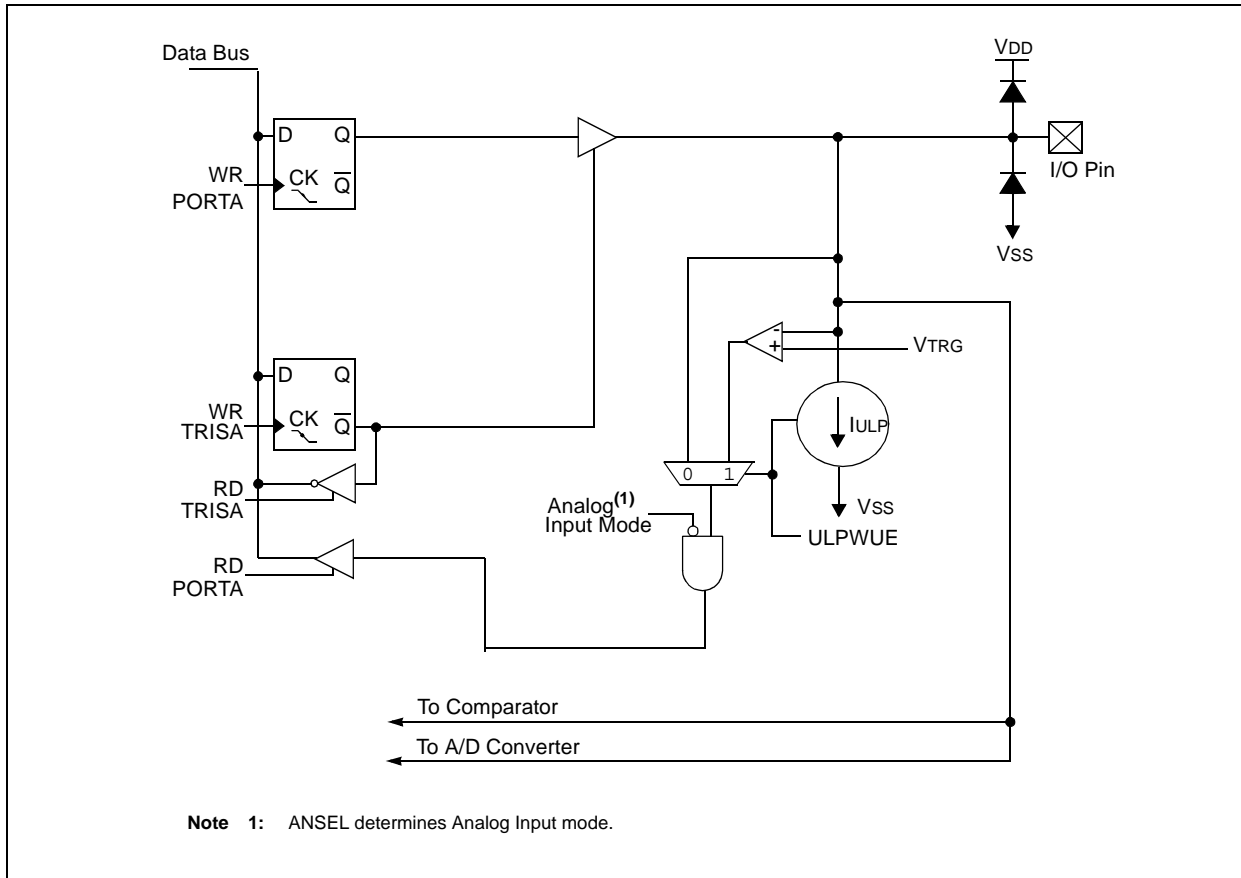 Data Bus
VDD
D Q
WR
PORTA
CK Q
I/O Pin
VSS
D Q
WR
TRISA
CK Q
- 
+
VTRG
IULP
RD
TRISA
0 1
Analog(1)
Input Mode
VSS
ULPWUE
RD
PORTA
To Comparator
To A/D Converter
Note 1: ANSEL determines Analog Input mode.